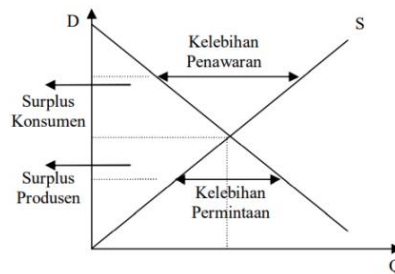 D
S
Kelebihan
Penawaran
Surplus
Konsumen
Surplus
Produsen
Kelebihan
Permintaan